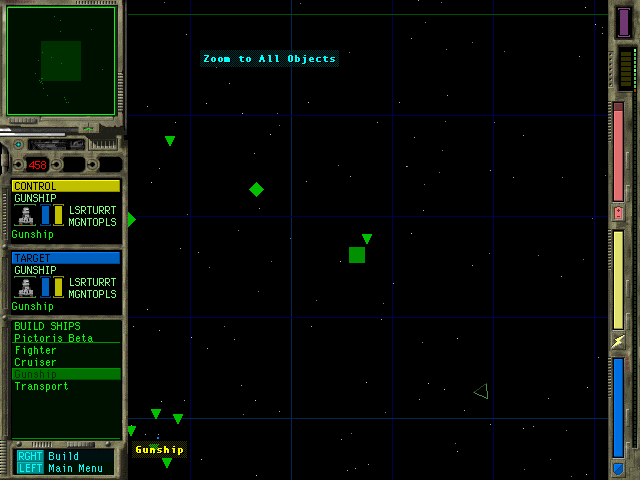 Zoom to All Objects
458
CONTROL
GUNSHIP
LSRTURRT
MGNTOPLS
Gunship
TARGET
GUNSHIP
LSRTURRT
MGNTOPLS
Gunship
BUILD SHIPS
Pictoris Beta
Fighter
Cruiser
Gunship
Transport
RGHT Build
LEFT Main Menu
Gunship